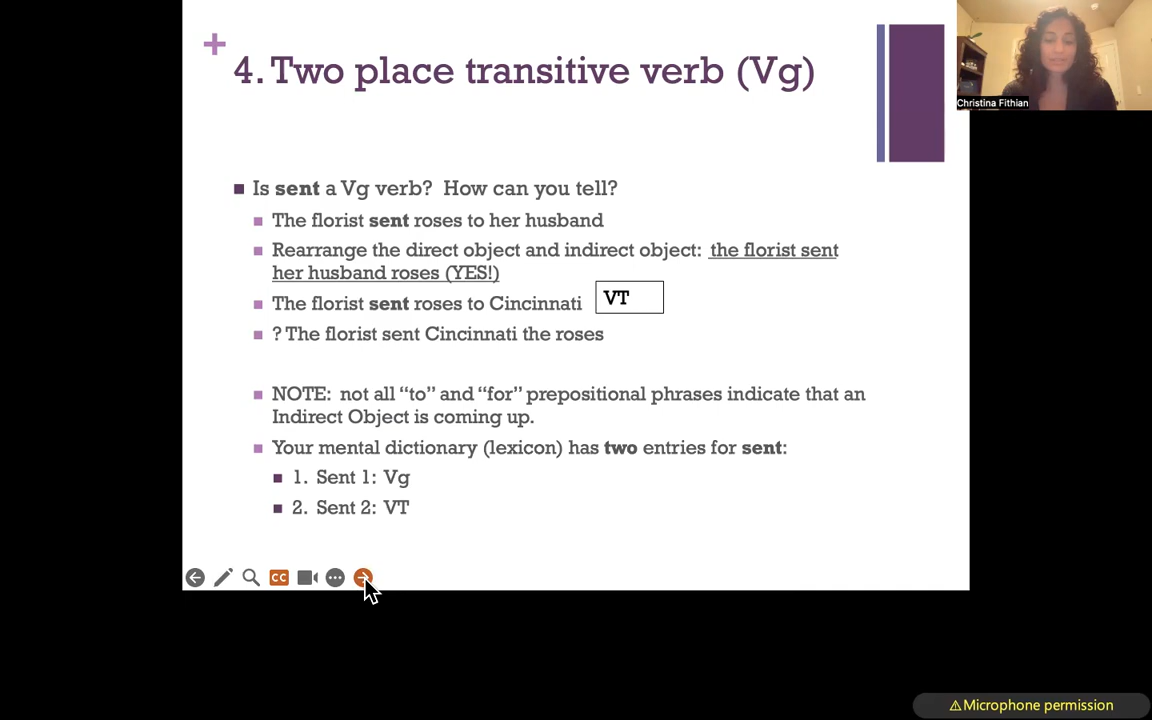 +
4. Two place transitive verb (Vg)
Christina Fithian
Is sent a Vg verb? How can you tell?
The florist sent roses to her husband
Rearrange the direct object and indirect object: the florist sent
her husband roses (YES!)
The florist sent roses to Cincinnati
VT
? The florist sent Cincinnati the roses
NOTE: not all “to” and “for” prepositional phrases indicate that an
Indirect Object is coming up.
Your mental dictionary (lexicon) has two entries for sent:
1. Sent 1: Vg
2. Sent 2: VT
CC
⚠Microphone permission